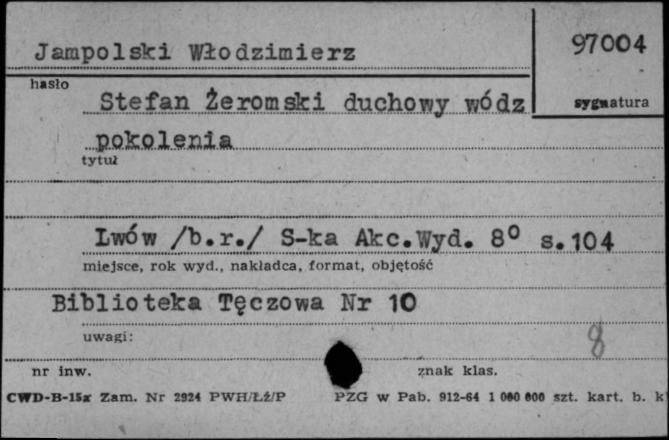 Jampolski Włodzimierz
97004
hasło
Stefan Żeromski duchowy wódz
sygnatura
pokolenia
tytuł
Lwów /b.r./ S-ka Akc.Wyd. 8° s.104
miejsce, rok wyd., nakładca, format, objętość
Biblioteka Tęczowa Nr 10
uwagi:
8
nr inw.
znak klas.
CWD-B-15x Zam. Nr 2924 PWH/Łź/P
PZG w Pab. 912-64 1 000 000 szt. kart. b. k